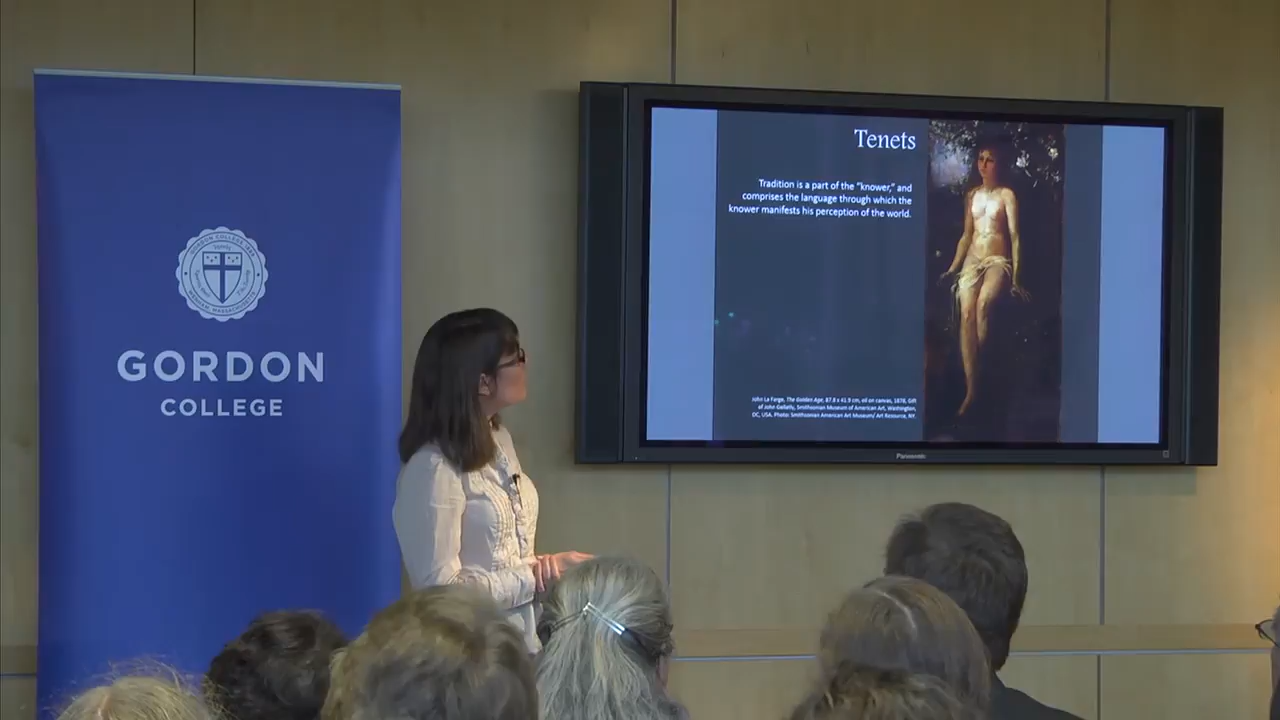 GORDON
COLLEGE
Tenets
Tradition is a part of the "knower," and
comprises the language through which the
knower manifests his perception of the world.
John La Farge, The Golden Age, 87.8 x 41.9 cm, oil on canvas, 1878, Gift
of John Gellatly, Smithsonian Museum of American Art, Washington,
DC, USA. Photo: Smithsonian American Art Museum/ Art Resource, NY.
Panasonic